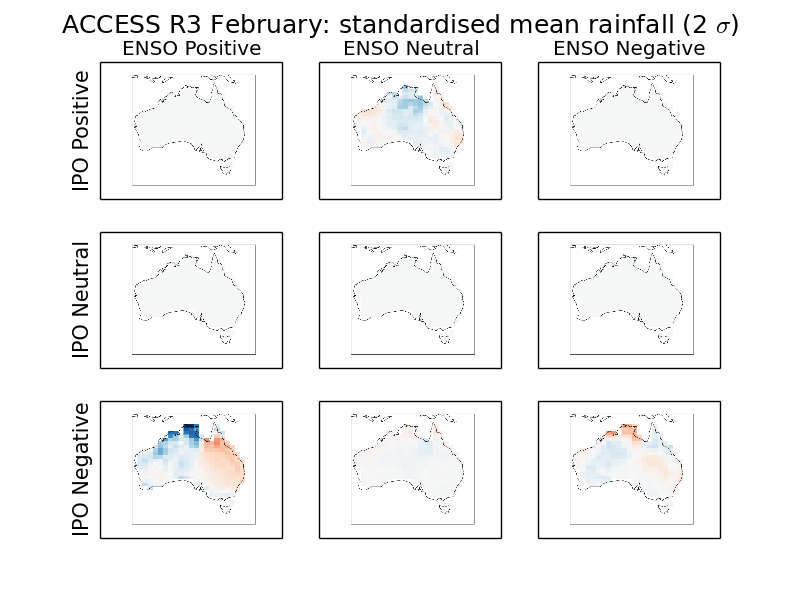 ACCESS R3 February: standardised mean rainfall (2 σ)
ENSO Positive ENSO Neutral ENSO Negative
IPO Positive
IPO Neutral
IPO Negative